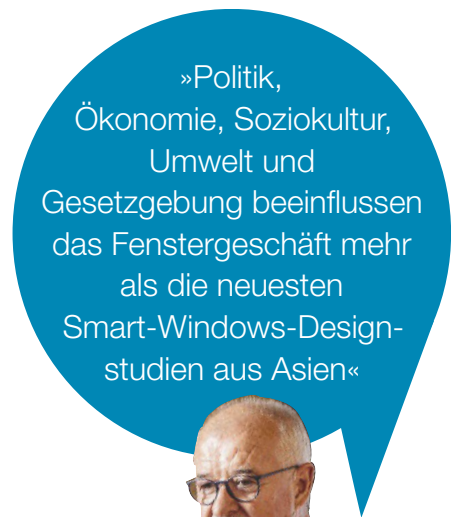 »Politik,
Ökonomie, Soziokultur,
Umwelt und
Gesetzgebung beeinflussen
das Fenstergeschäft mehr
als die neuesten
Smart-Windows-Design-
studien aus Asien«